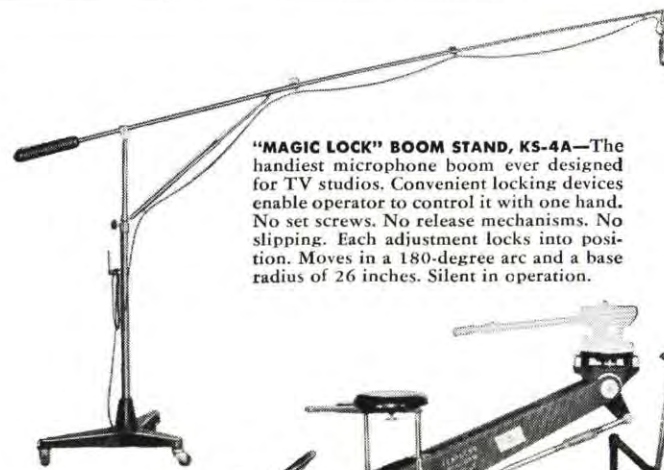 “MAGIC LOCK” BOOM STAND, KS-4A—The
handiest microphone boom ever designed
for TV studios. Convenient locking devices
enable operator to control it with one hand.
No set screws. No release mechanisms. No
slipping. Each adjustment locks into posi-
tion. Moves in a 180-degree arc and a base
radius of 26 inches. Silent in operation.